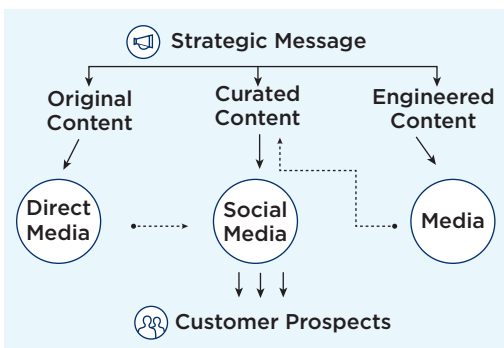 Strategic Message
Original
Content
Curated
Content
Engineered
Content
Direct
Media
Social
Media
Media
Customer Prospects